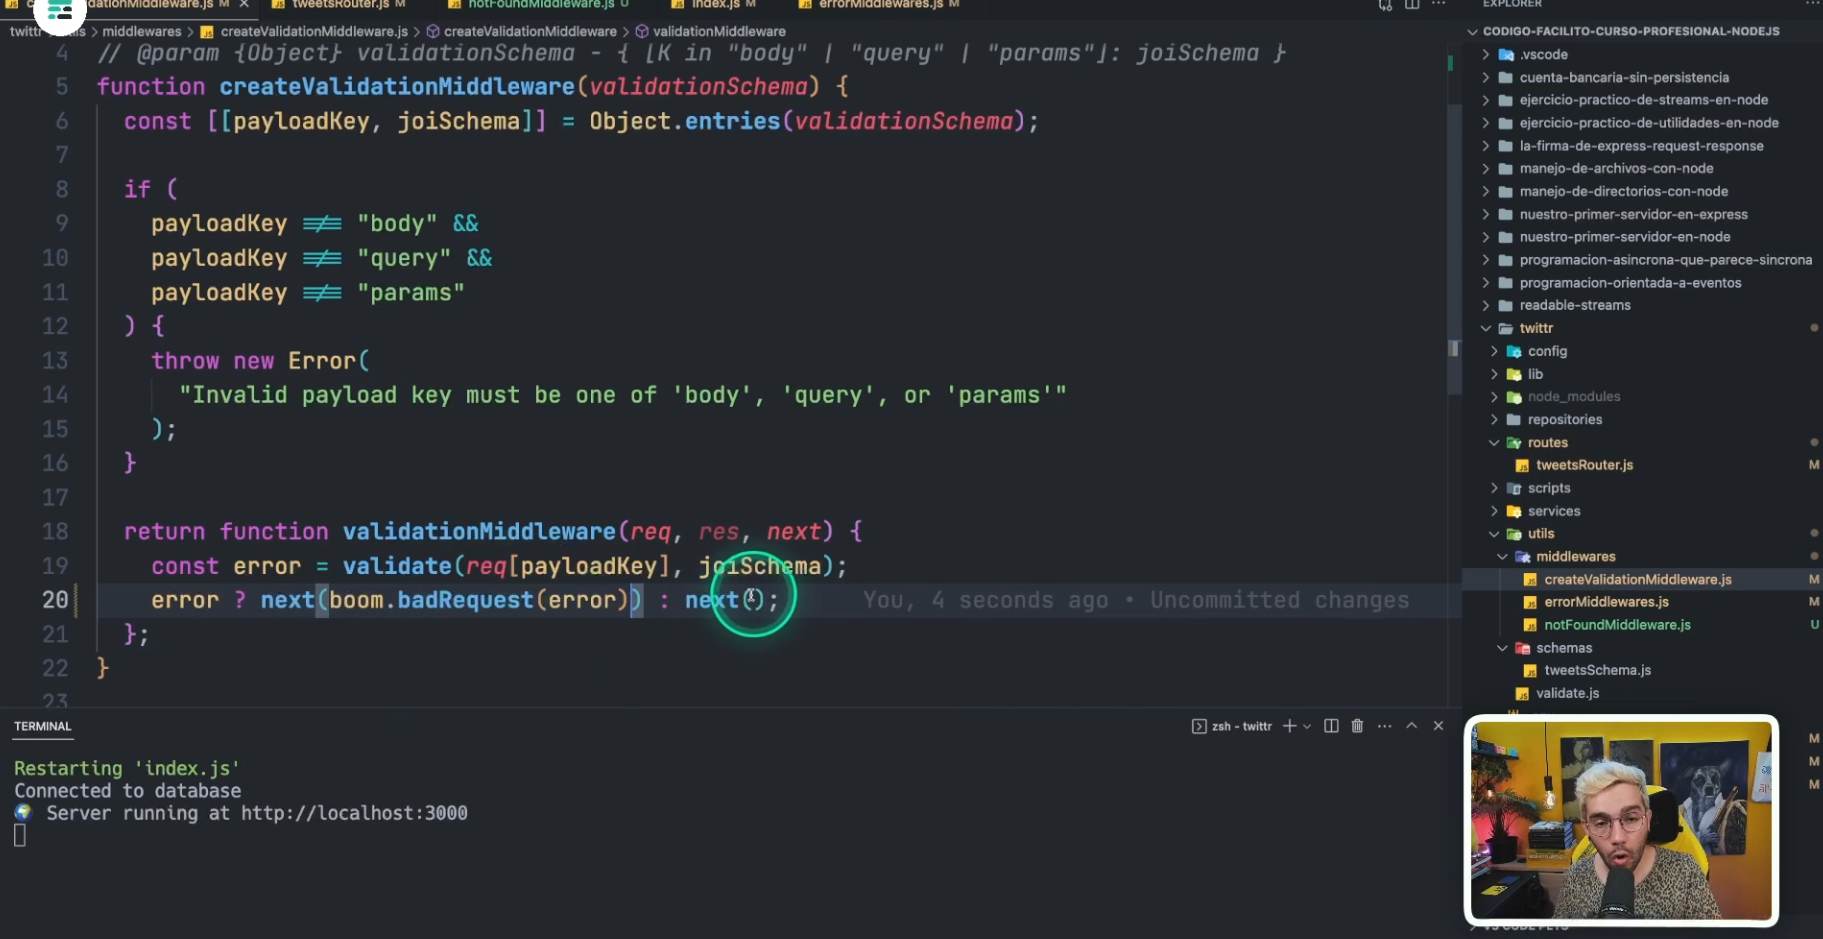 dationMiddleware.js M
tweetsRouter.js M
notFoundMiddleware.js U
index.js M
errorMiddlewares.js M
twittr › utils › middlewares › createValidationMiddleware.js › createValidationMiddleware › validationMiddleware
4 // @param {Object} validationSchema - { [K in "body" | "query" | "params"]: joiSchema }
5 function createValidationMiddleware(validationSchema) {
6 const [[payloadKey, joiSchema]] = Object.entries(validationSchema);
7
8 if (
9 payloadKey !== "body" &&
10 payloadKey !== "query" &&
11 payloadKey !== "params"
12 ) {
13 throw new Error(
14 "Invalid payload key must be one of 'body', 'query', or 'params'"
15 );
16 }
17
18 return function validationMiddleware(req, res, next) {
19 const error = validate(req[payloadKey], joiSchema);
20 error ? next(boom.badRequest(error)) : next(); You, 4 seconds ago • Uncommitted changes
21 };
22 }
23
TERMINAL
zsh - twittr
Restarting 'index.js'
Connected to database
Server running at http://localhost:3000
EXPLORER
CODIGO-FACILITO-CURSO-PROFESIONAL-NODEJS
.vscode
cuenta-bancaria-sin-persistencia
ejercicio-practico-de-streams-en-node
ejercicio-practico-de-utilidades-en-node
la-firma-de-express-request-response
manejo-de-archivos-con-node
manejo-de-directorios-con-node
nuestro-primer-servidor-en-express
nuestro-primer-servidor-en-node
programacion-asincrona-que-parece-sincrona
programacion-orientada-a-eventos
readable-streams
twittr
config
lib
node_modules
repositories
routes
tweetsRouter.js M
scripts
services
utils
middlewares
createValidationMiddleware.js M
errorMiddlewares.js M
notFoundMiddleware.js U
schemas
tweetsSchema.js
validate.js
M
M
M
VS CODE PETS